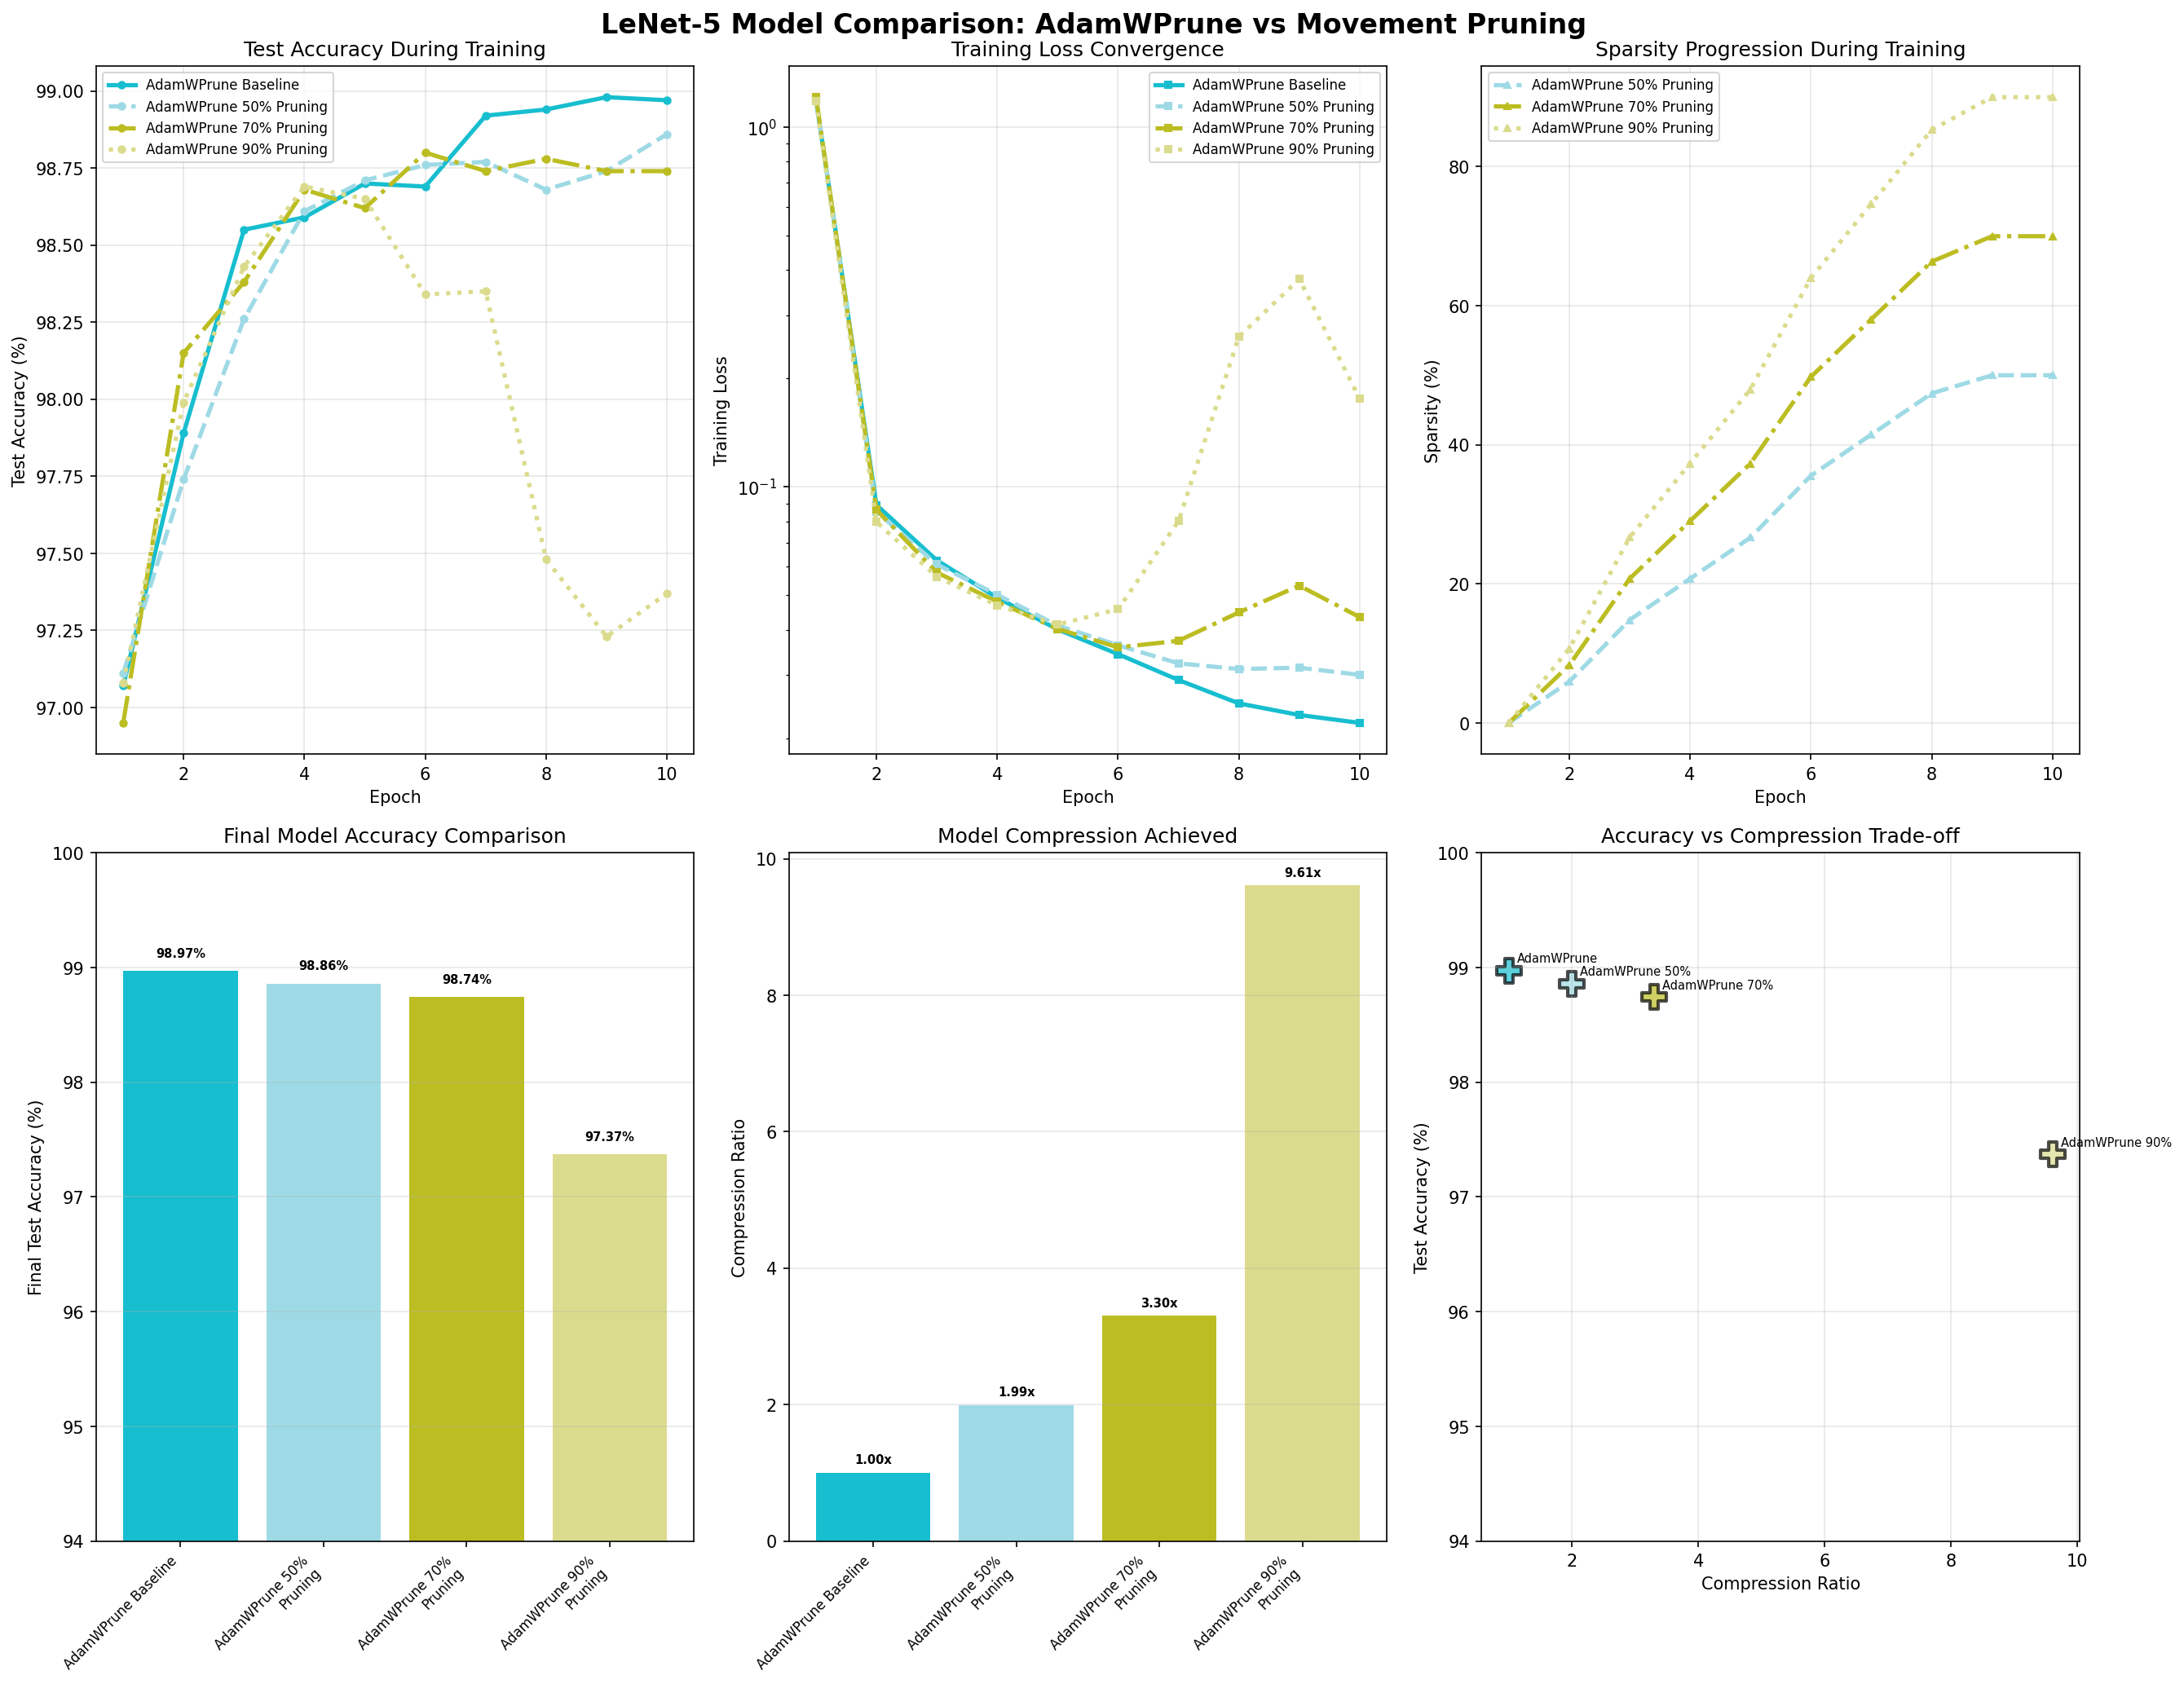 LeNet-5 Model Comparison: AdamWPrune vs Movement Pruning
Test Accuracy During Training
AdamWPrune Baseline
AdamWPrune 50% Pruning
AdamWPrune 70% Pruning
AdamWPrune 90% Pruning
99.00
98.75
98.50
98.25
98.00
97.75
97.50
97.25
97.00
Test Accuracy (%)
2 4 6 8 10
Epoch
Training Loss Convergence
AdamWPrune Baseline
AdamWPrune 50% Pruning
AdamWPrune 70% Pruning
AdamWPrune 90% Pruning
10⁰
10⁻¹
Training Loss
2 4 6 8 10
Epoch
Sparsity Progression During Training
AdamWPrune 50% Pruning
AdamWPrune 70% Pruning
AdamWPrune 90% Pruning
80
60
40
20
0
Sparsity (%)
2 4 6 8 10
Epoch
Final Model Accuracy Comparison
100
99
98
97
96
95
94
Final Test Accuracy (%)
98.97%
98.86%
98.74%
97.37%
AdamWPrune Baseline
AdamWPrune 50%
Pruning
AdamWPrune 70%
Pruning
AdamWPrune 90%
Pruning
Model Compression Achieved
10
8
6
4
2
0
Compression Ratio
1.00x
1.99x
3.30x
9.61x
AdamWPrune Baseline
AdamWPrune 50%
Pruning
AdamWPrune 70%
Pruning
AdamWPrune 90%
Pruning
Accuracy vs Compression Trade-off
100
99
98
97
96
95
94
Test Accuracy (%)
AdamWPrune
AdamWPrune 50%
AdamWPrune 70%
AdamWPrune 90%
2 4 6 8 10
Compression Ratio